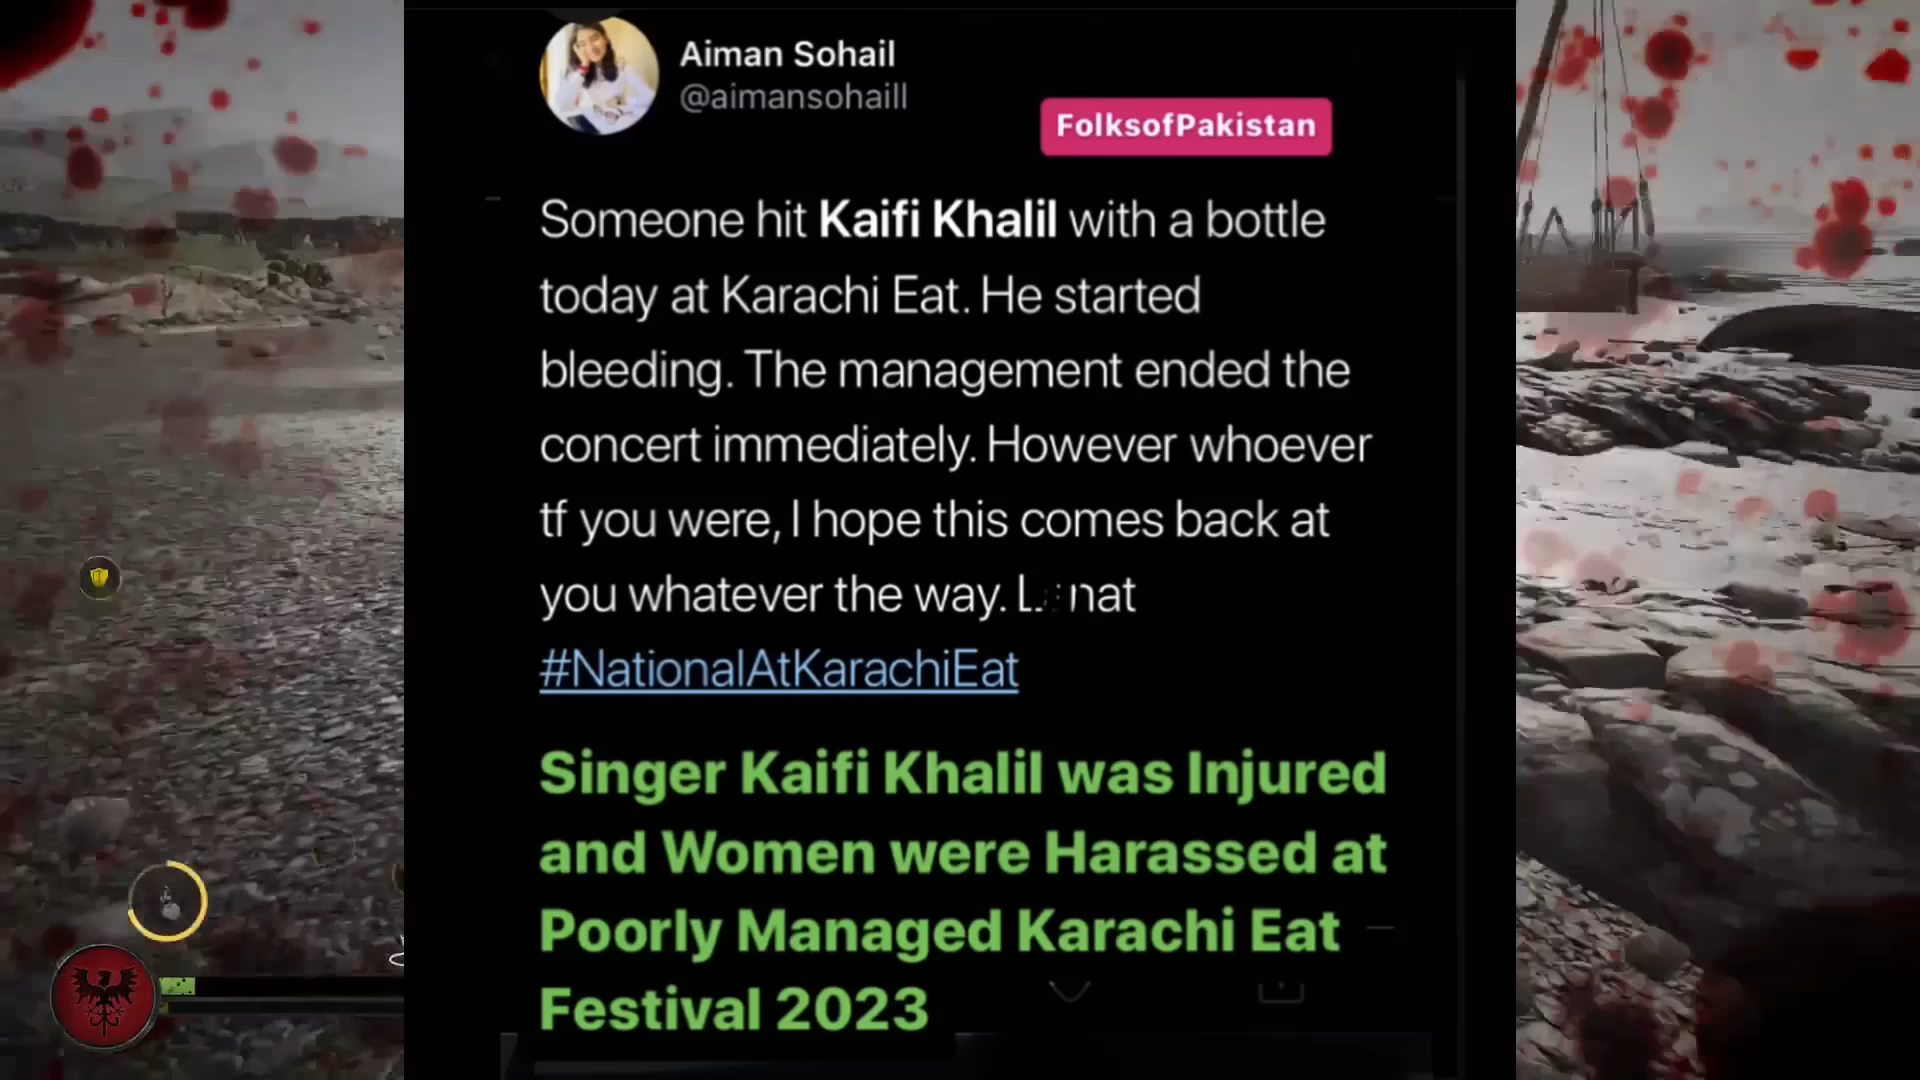 Aiman Sohail
@aimansohaill
FolksofPakistan
Someone hit Kaifi Khalil with a bottle
today at Karachi Eat. He started
bleeding. The management ended the
concert immediately. However whoever
tf you were, I hope this comes back at
you whatever the way.
#NationalAtKarachiEat
Singer Kaifi Khalil was Injured
and Women were Harassed at
Poorly Managed Karachi Eat
Festival 2023